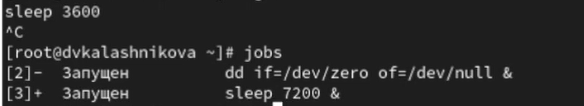 sleep 3600
^C
[root@dvkalashnikova ~]# jobs
[2]-  Запущен          dd if=/dev/zero of=/dev/null &
[3]+  Запущен          sleep 7200 &